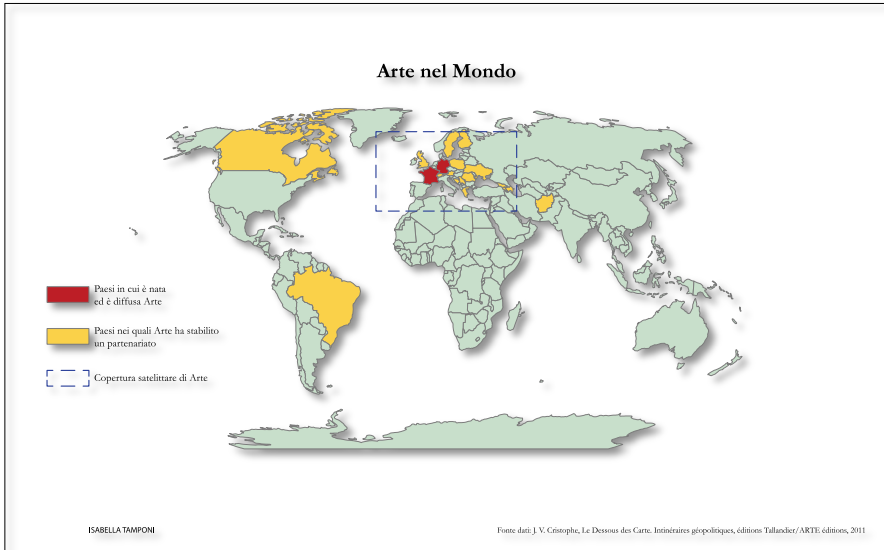 Arte nel Mondo
Paesi in cui è nata
ed è diffusa Arte
Paesi nei quali Arte ha stabilito
un partenariato
Copertura satelittare di Arte
ISABELLA TAMPONI
Fonte dati: J. V. Cristophe, Le Dessous des Carte. Intinéraires géopolitiques, éditions Tallandier/ARTE éditions, 2011